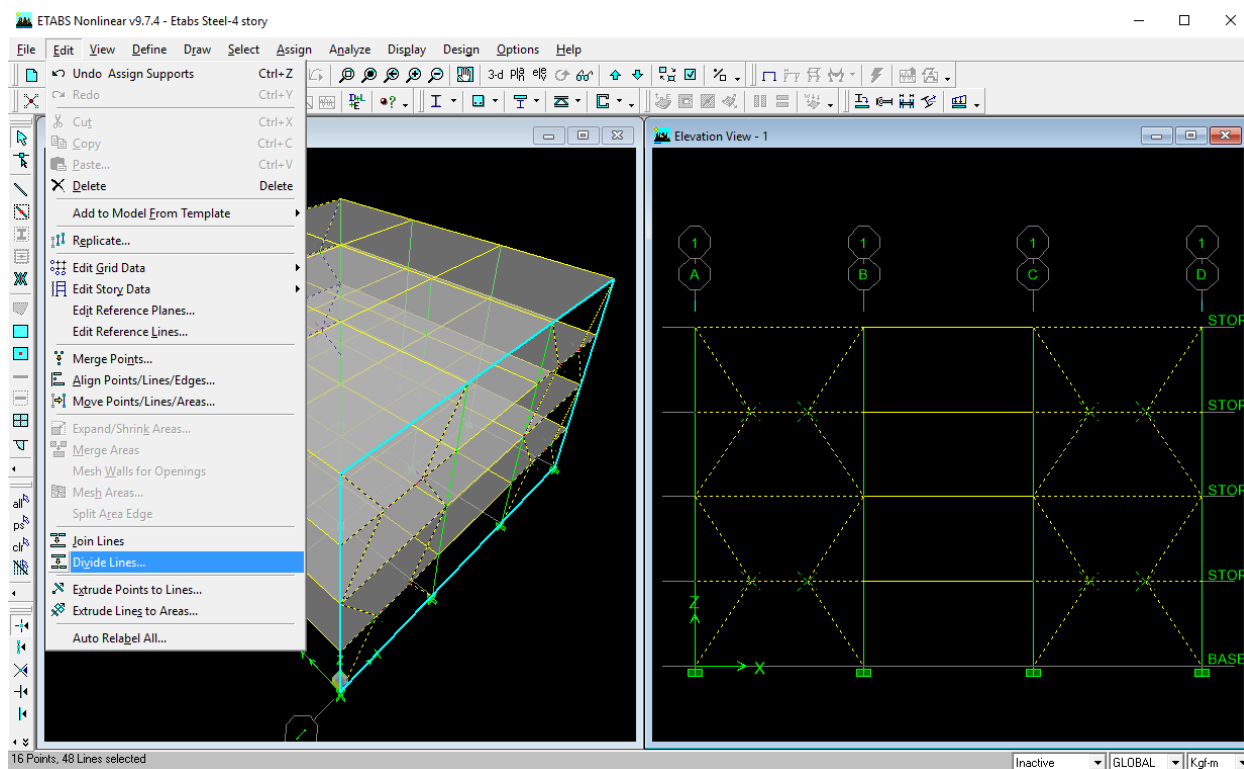 ETABS Nonlinear v9.7.4 - Etabs Steel-4 story
File Edit View Define Draw Select Assign Analyze Display Design Options Help
3-d
Undo Assign Supports Ctrl+Z
Redo Ctrl+Y
Cut Ctrl+X
Copy Ctrl+C
Paste... Ctrl+V
Delete Delete
Add to Model From Template
Replicate...
Edit Grid Data
Edit Story Data
Edit Reference Planes...
Edit Reference Lines...
Merge Points...
Align Points/Lines/Edges...
Move Points/Lines/Areas...
Expand/Shrink Areas...
Merge Areas
Mesh Walls for Openings
Mesh Areas...
Split Area Edge
Join Lines
Divide Lines...
Extrude Points to Lines...
Extrude Lines to Areas...
Auto Relabel All...
all
ps
clr
Elevation View - 1
1 1 1 1
A B C D
STOR
STOR
STOR
STOR
BASE
Z
X
Y Z X
16 Points, 48 Lines selected
Inactive GLOBAL Kgf-m